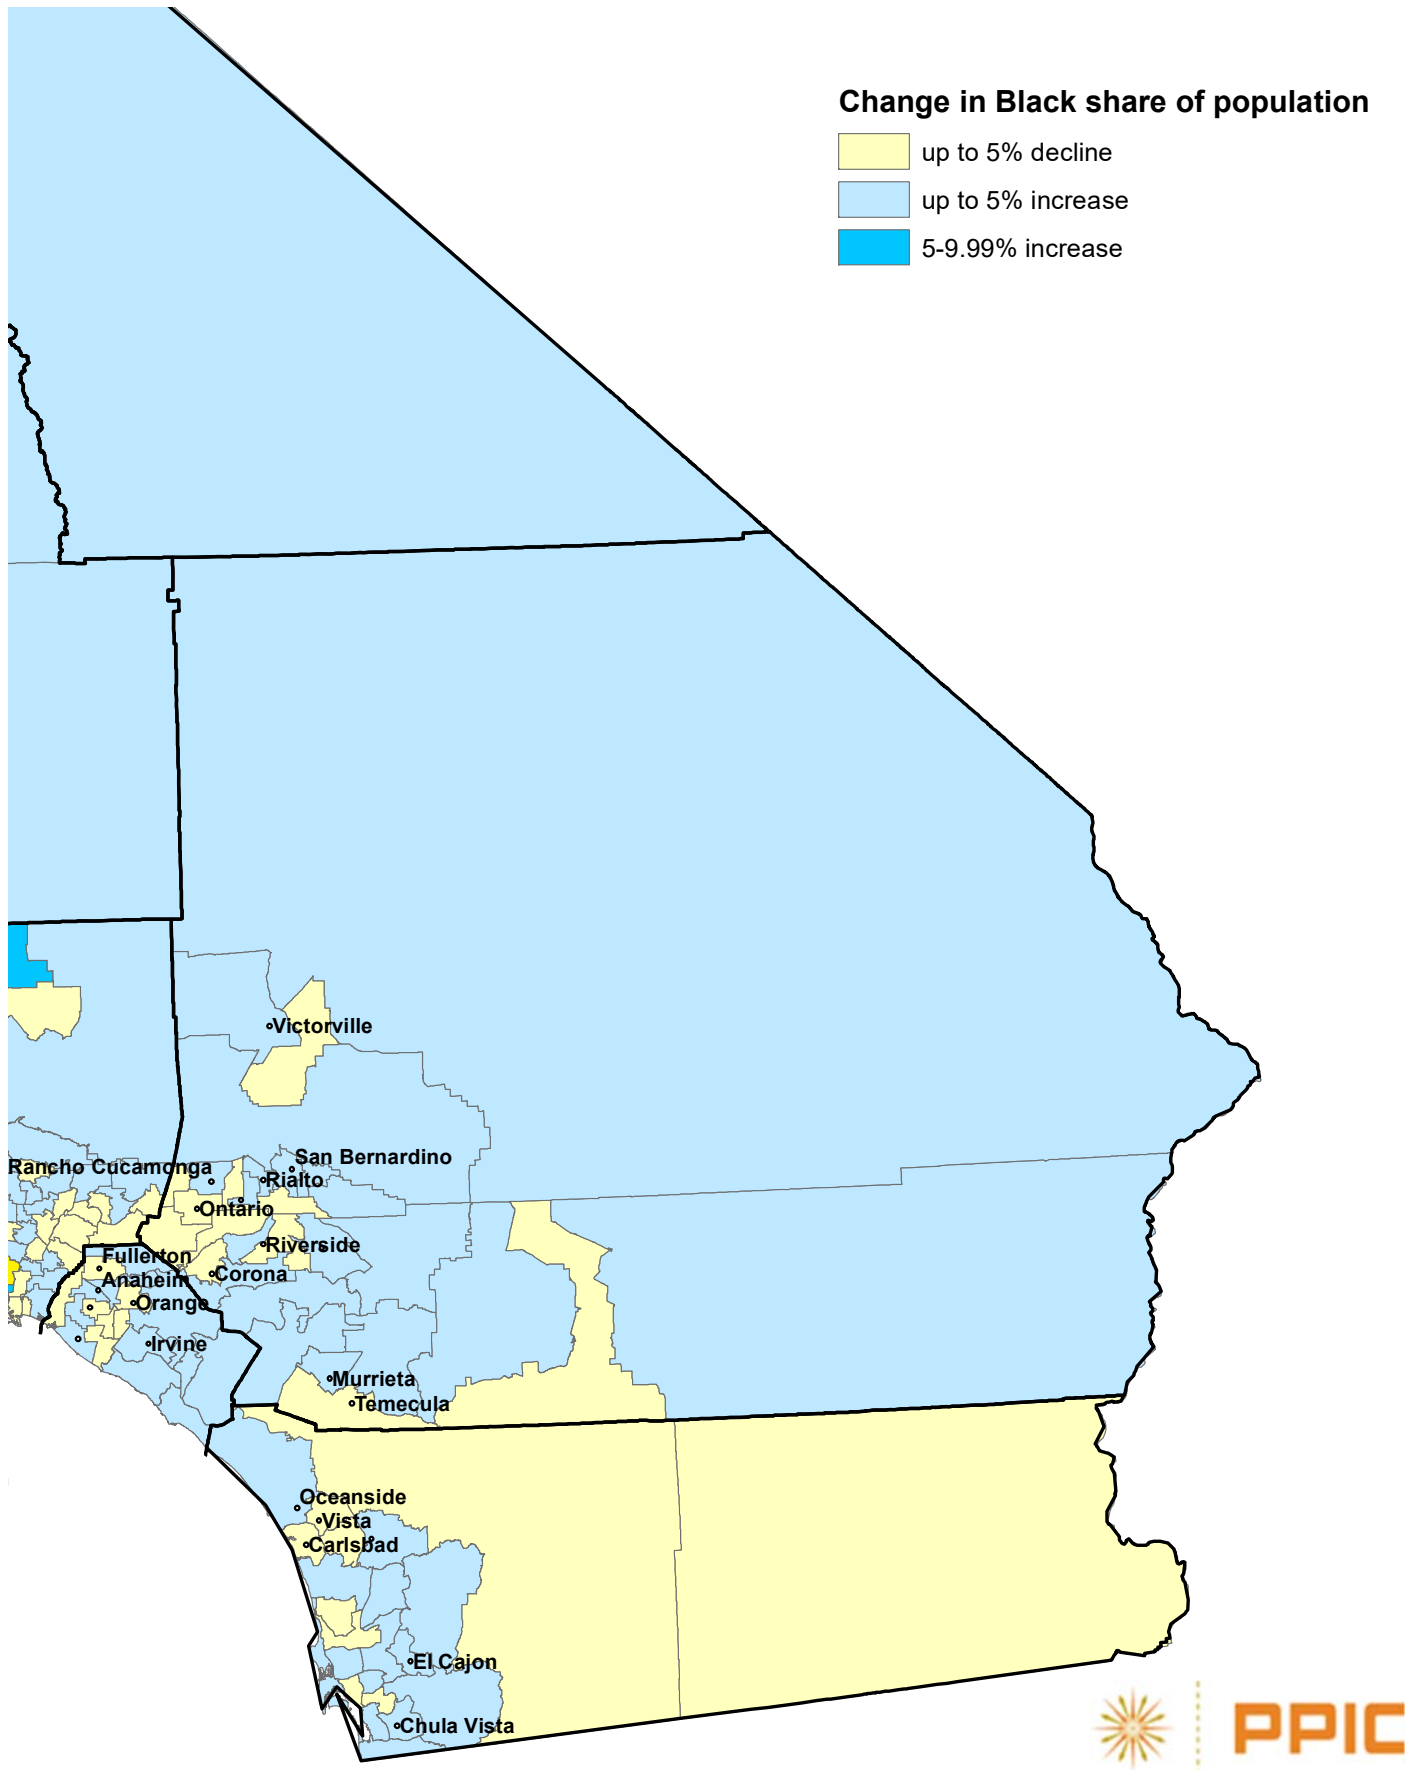 Change in Black share of population
up to 5% decline
up to 5% increase
5-9.99% increase
Victorville
San Bernardino
Rancho Cucamonga
Rialto
Ontario
Riverside
Fullerton
Corona
Anaheim
Orange
Irvine
Murrieta
Temecula
Oceanside
Vista
Carlsbad
El Cajon
Chula Vista
PPIC